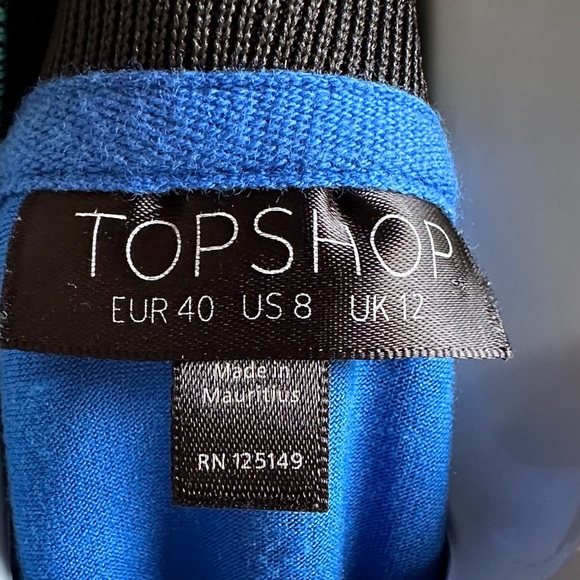 TOPSHOP
EUR 40 US 8 UK 12
Made in
Mauritius
RN 125149